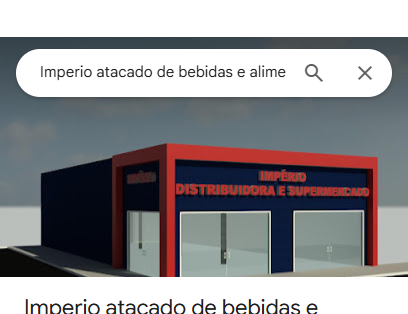 Imperio atacado de bebidas e alime
IMPÉRIO
DISTRIBUIDORA E SUPERMERCADO
Imperio atacado de bebidas e